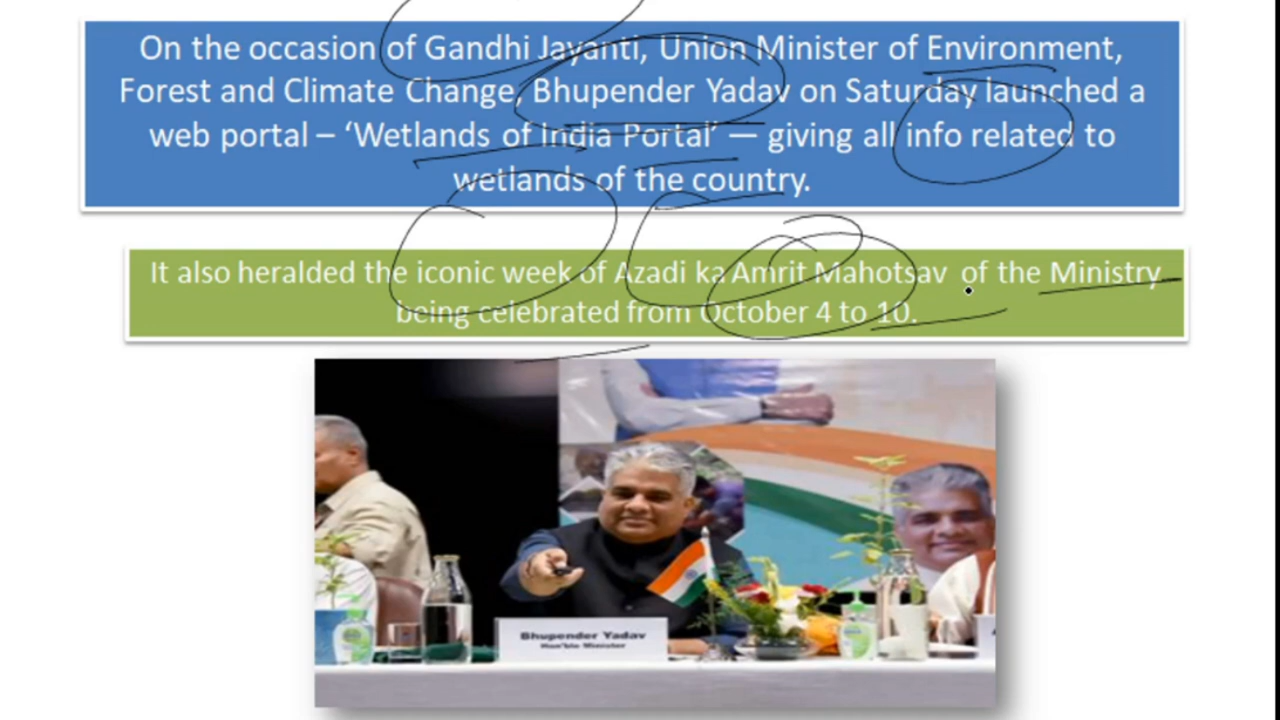 On the occasion of Gandhi Jayanti, Union Minister of Environment,
Forest and Climate Change, Bhupender Yadav on Saturday launched a
web portal – ‘Wetlands of India Portal’ — giving all info related to
wetlands of the country.
It also heralded the iconic week of Azadi ka Amrit Mahotsav of the Ministry
being celebrated from October 4 to 10.
Bhupender Yadav
Hon'ble Minister